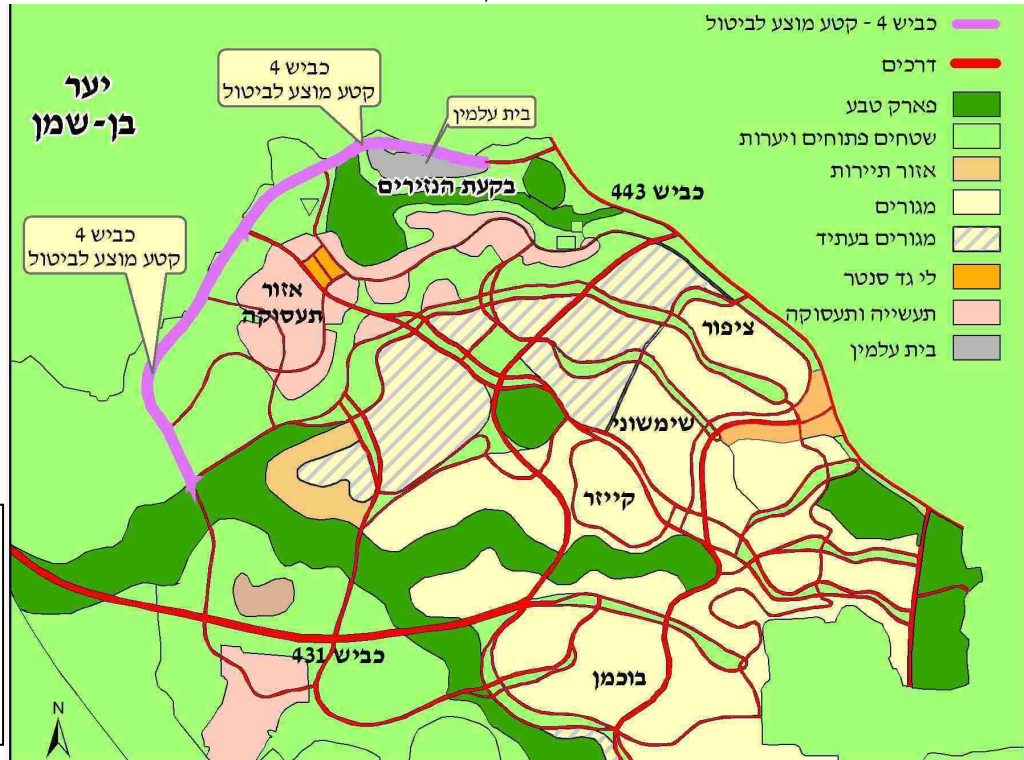 כביש 4 - קטע מוצע לביטול
דרכים
פארק טבע
שטחים פתוחים ויערות
אזור תיירות
מגורים
מגורים בעתיד
לי גד סנטר
תעשייה ותעסוקה
בית עלמין
יער
בן-שמן
כביש 4
קטע מוצע לביטול
בית עלמין
בקעת הנזירים
כביש 443
כביש 4
קטע מוצע לביטול
אזור
תעסוקה
ציפור
שימשוני
קייזר
כביש 431
בוכמן
N